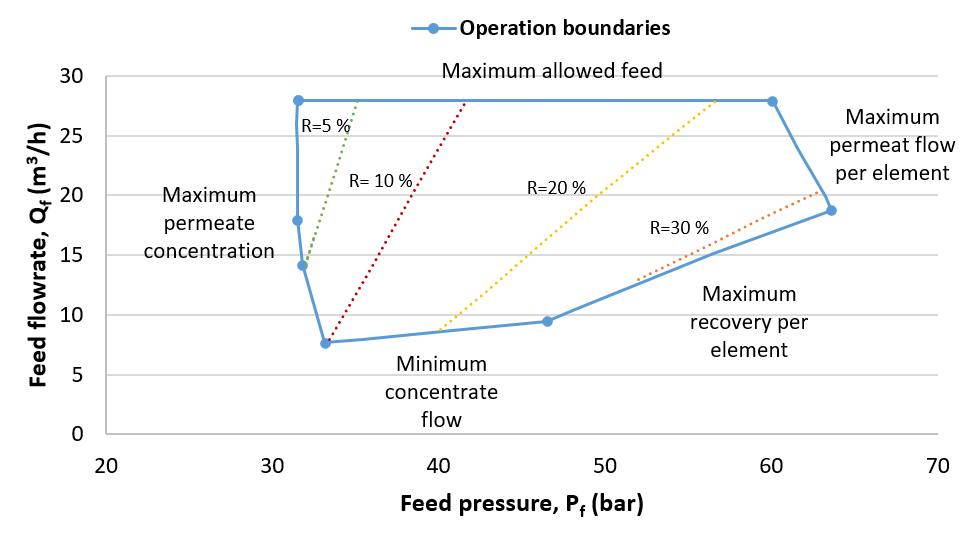 Operation boundaries
Maximum allowed feed
30
25
20
15
10
5
0
Feed flowrate, Qf (m³/h)
R=5 %
R= 10 %
R=20 %
R=30 %
Maximum
permeat flow
per element
Maximum
permeate
concentration
Maximum
recovery per
element
Minimum
concentrate
flow
20 30 40 50 60 70
Feed pressure, Pf (bar)